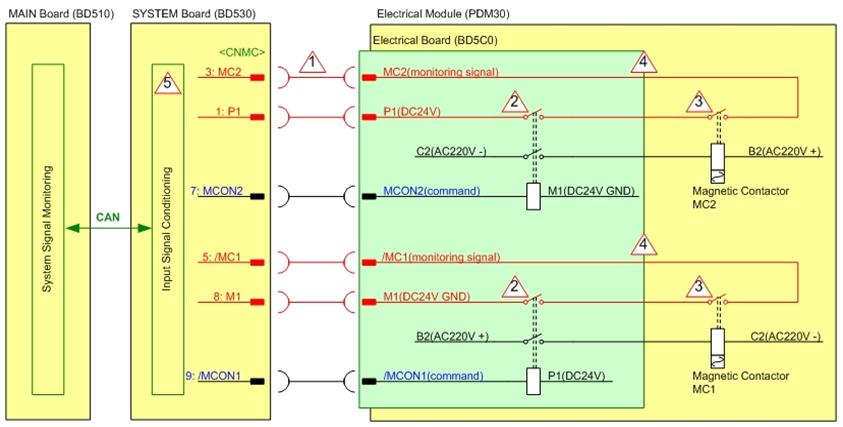 MAIN Board (BD510)
SYSTEM Board (BD530)
Electrical Module (PDM30)
Electrical Board (BD5C0)
<CNMC>
1
4
3: MC2
MC2(monitoring signal)
5
2
3
1: P1
P1(DC24V)
C2(AC220V -)
B2(AC220V +)
7: MCON2
MCON2(command)
M1(DC24V GND)
Magnetic Contactor
MC2
System Signal Monitoring
CAN
Input Signal Conditioning
4
5: /MC1
/MC1(monitoring signal)
2
3
8: M1
M1(DC24V GND)
B2(AC220V +)
C2(AC220V -)
9: /MCON1
/MCON1(command)
P1(DC24V)
Magnetic Contactor
MC1